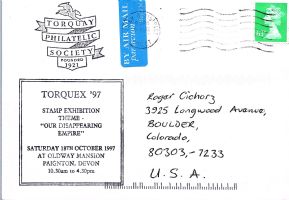 TORQUAY
PHILATELIC
SOCIETY
FOUNDED
1921
BY AIR MAIL
par avion
TORQUEX '97
STAMP EXHIBITION
THEME -
"OUR DISAPPEARING
EMPIRE"
SATURDAY 18TH OCTOBER 1997
AT OLDWAY MANSION
PAIGNTON, DEVON
10.30am to 4.30pm
Roger Cichorz
3925 Longwood Avenue,
BOULDER,
Colorado,
80303,-7233
U.S.A.